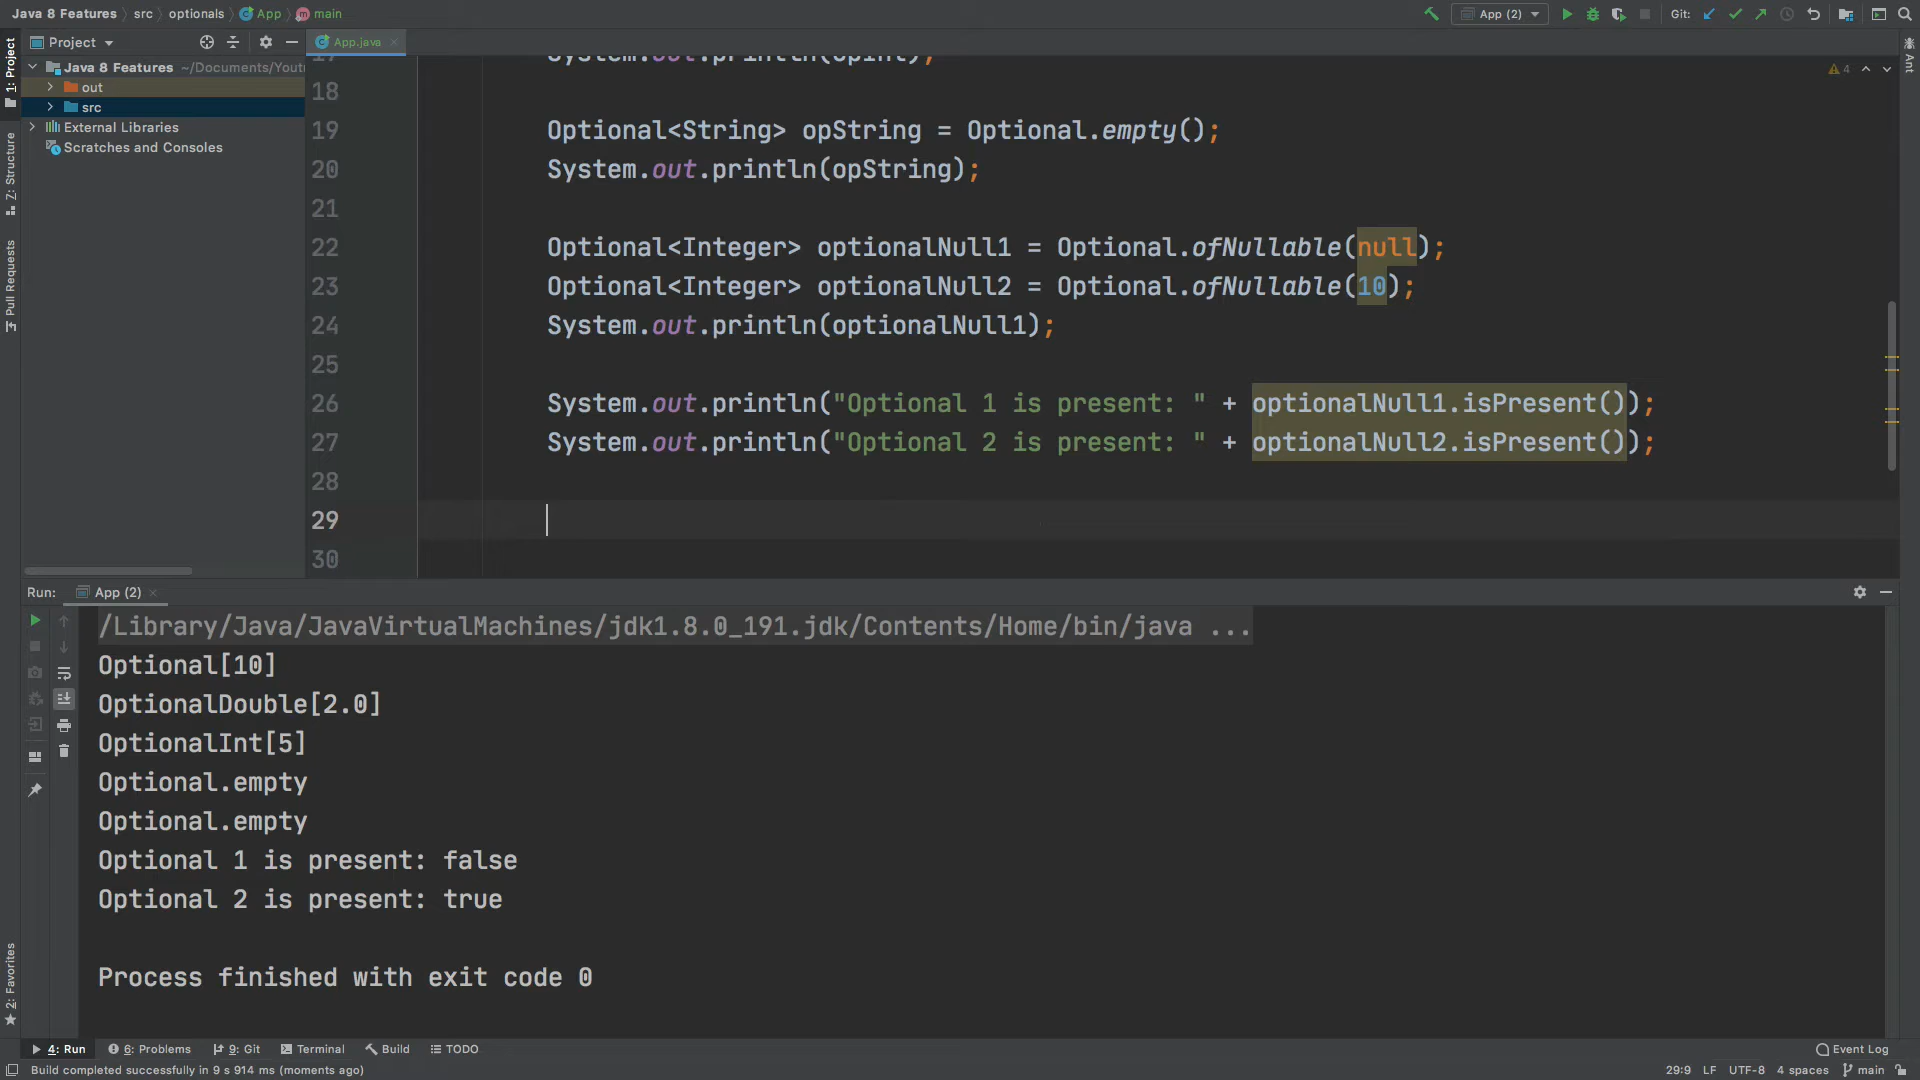 Java 8 Features src optionals App main
App (2)
Git:
1: Project
Project
App.java
Java 8 Features ~/Documents/Yout
out
src
External Libraries
Scratches and Consoles
Z: Structure
Pull Requests
2: Favorites
Ant
4
17 System.out.println(opInt);
18
19 Optional<String> opString = Optional.empty();
20 System.out.println(opString);
21
22 Optional<Integer> optionalNull1 = Optional.ofNullable(null);
23 Optional<Integer> optionalNull2 = Optional.ofNullable(10);
24 System.out.println(optionalNull1);
25
26 System.out.println("Optional 1 is present: " + optionalNull1.isPresent());
27 System.out.println("Optional 2 is present: " + optionalNull2.isPresent());
28
29
30
Run: App (2)
/Library/Java/JavaVirtualMachines/jdk1.8.0_191.jdk/Contents/Home/bin/java ...
Optional[10]
OptionalDouble[2.0]
OptionalInt[5]
Optional.empty
Optional.empty
Optional 1 is present: false
Optional 2 is present: true
Process finished with exit code 0
4: Run 6: Problems 9: Git Terminal Build TODO Event Log
Build completed successfully in 9 s 914 ms (moments ago) 29:9 LF UTF-8 4 spaces main